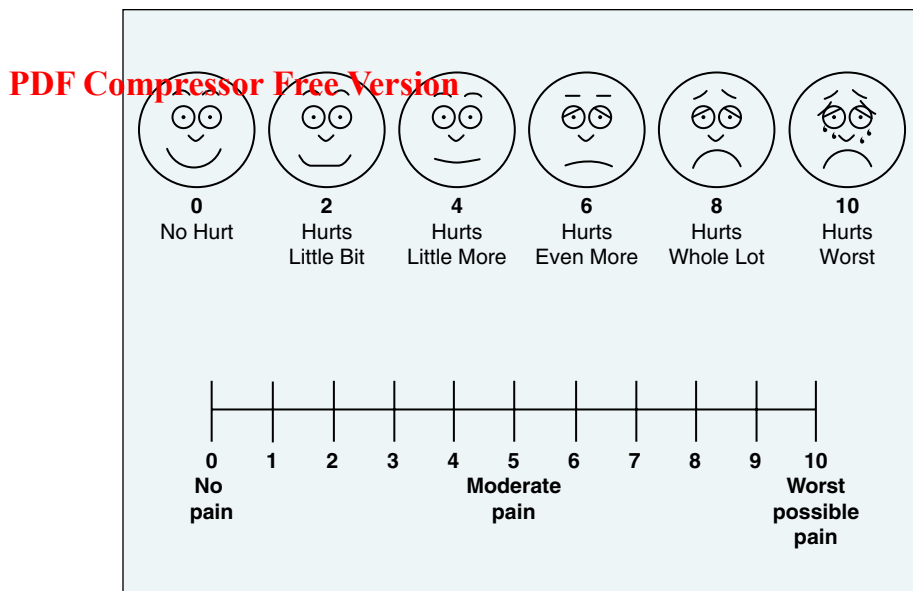 PDF Compressor Free Version
0 2 4 6 8 10
No Hurt Hurts Hurts Hurts Hurts Hurts
Little Bit Little More Even More Whole Lot Worst
0 1 2 3 4 5 6 7 8 9 10
No Moderate Worst
pain pain possible
pain